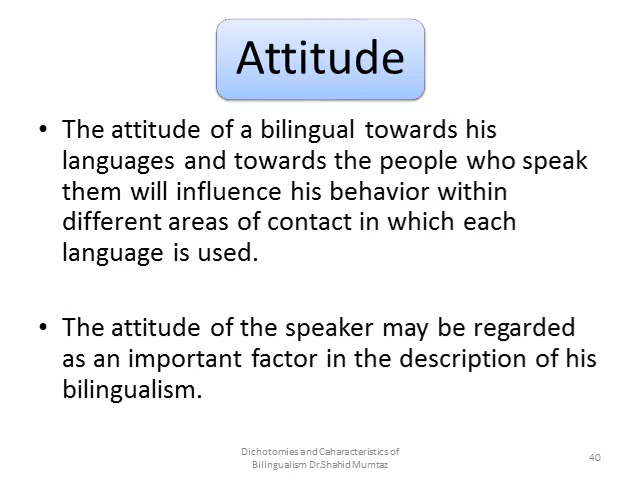 Attitude
• The attitude of a bilingual towards his
languages and towards the people who speak
them will influence his behavior within
different areas of contact in which each
language is used.
• The attitude of the speaker may be regarded
as an important factor in the description of his
bilingualism.
Dichotomies and Caharacteristics of
Bilingualism Dr.Shahid Mumtaz
40